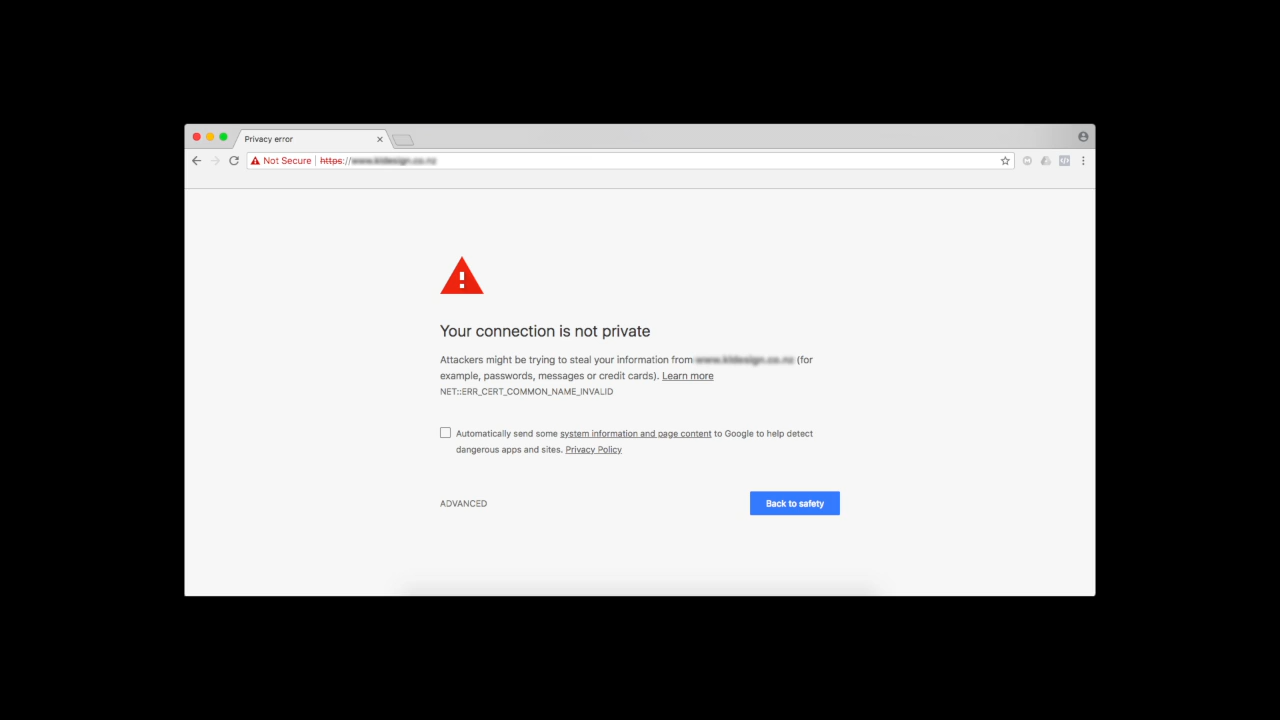 Privacy error
Not Secure https://
Your connection is not private
Attackers might be trying to steal your information from (for
example, passwords, messages or credit cards). Learn more
NET::ERR_CERT_COMMON_NAME_INVALID
Automatically send some system information and page content to Google to help detect
dangerous apps and sites. Privacy Policy
ADVANCED
Back to safety